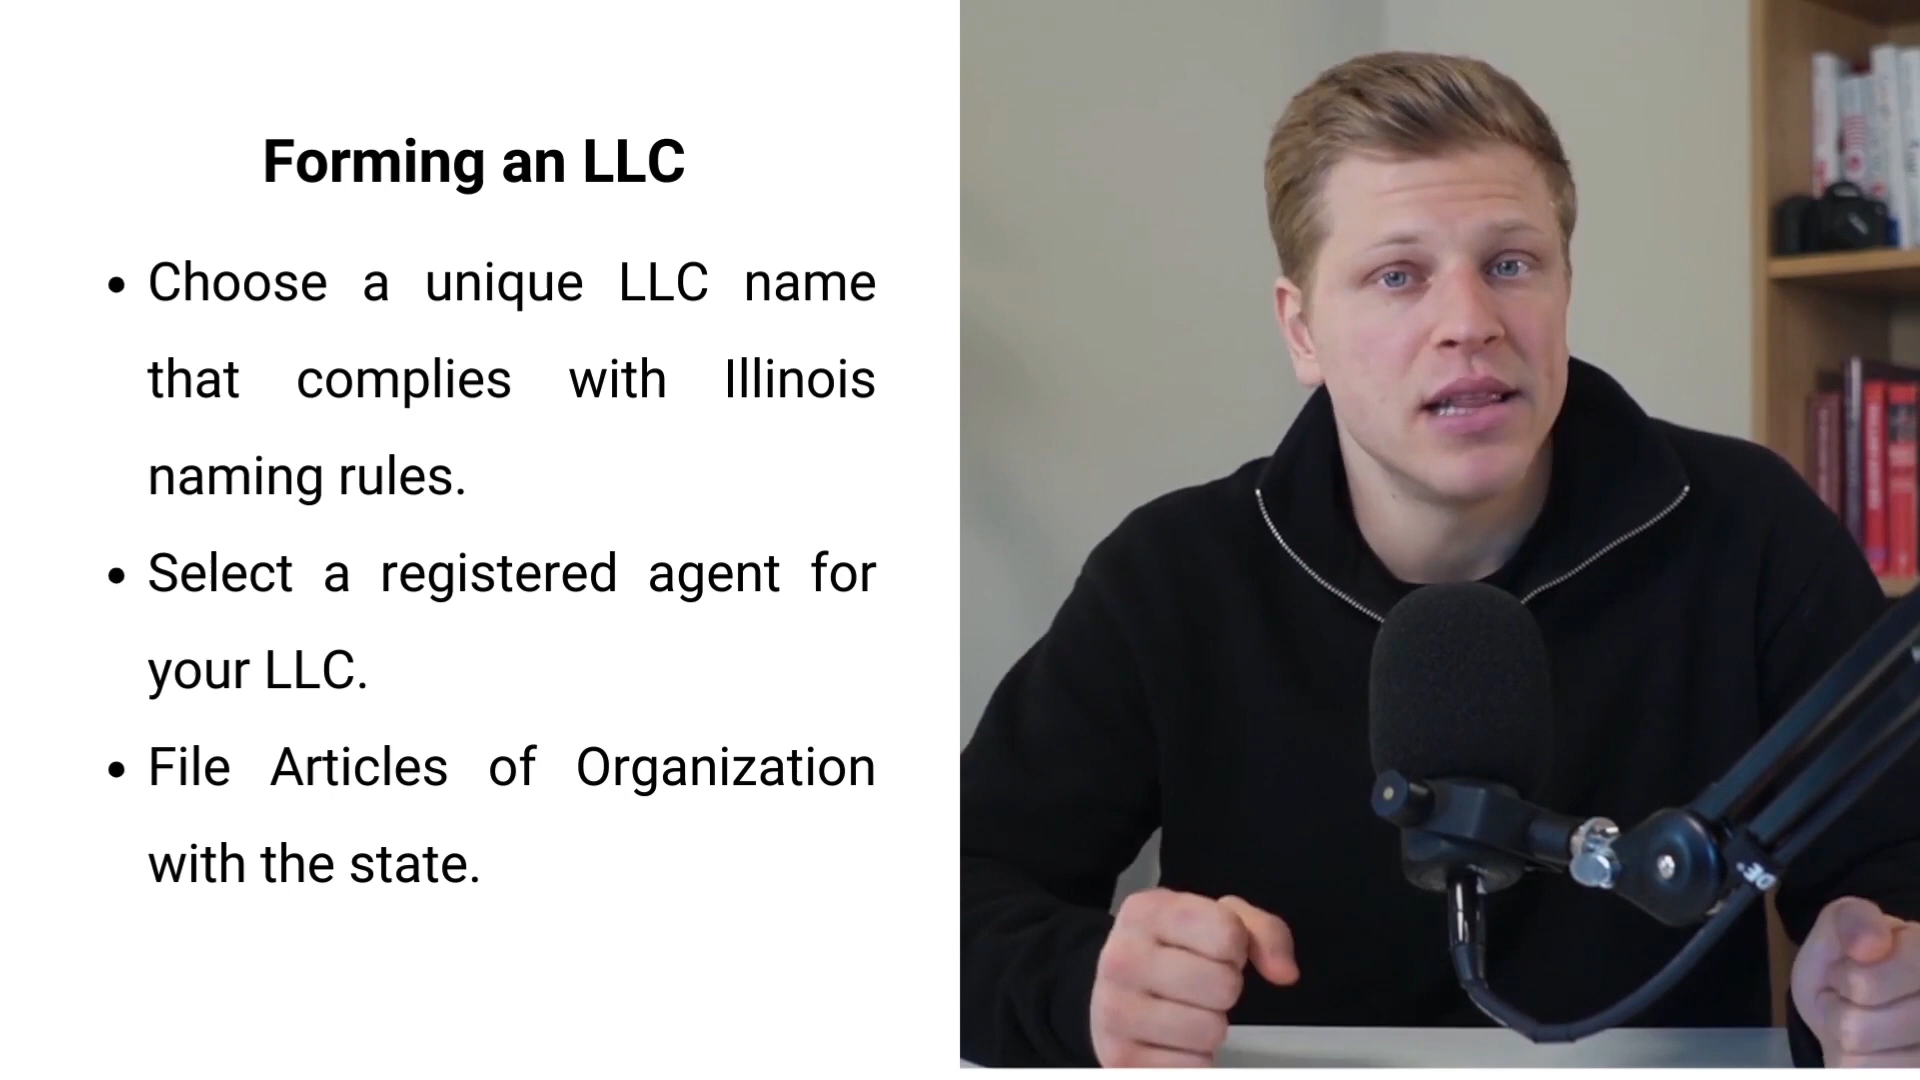 Forming an LLC
• Choose a unique LLC name
that complies with Illinois
naming rules.
• Select a registered agent for
your LLC.
• File Articles of Organization
with the state.
30